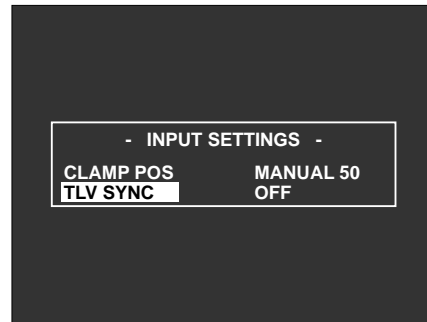 - INPUT SETTINGS -
CLAMP POS MANUAL 50
TLV SYNC OFF